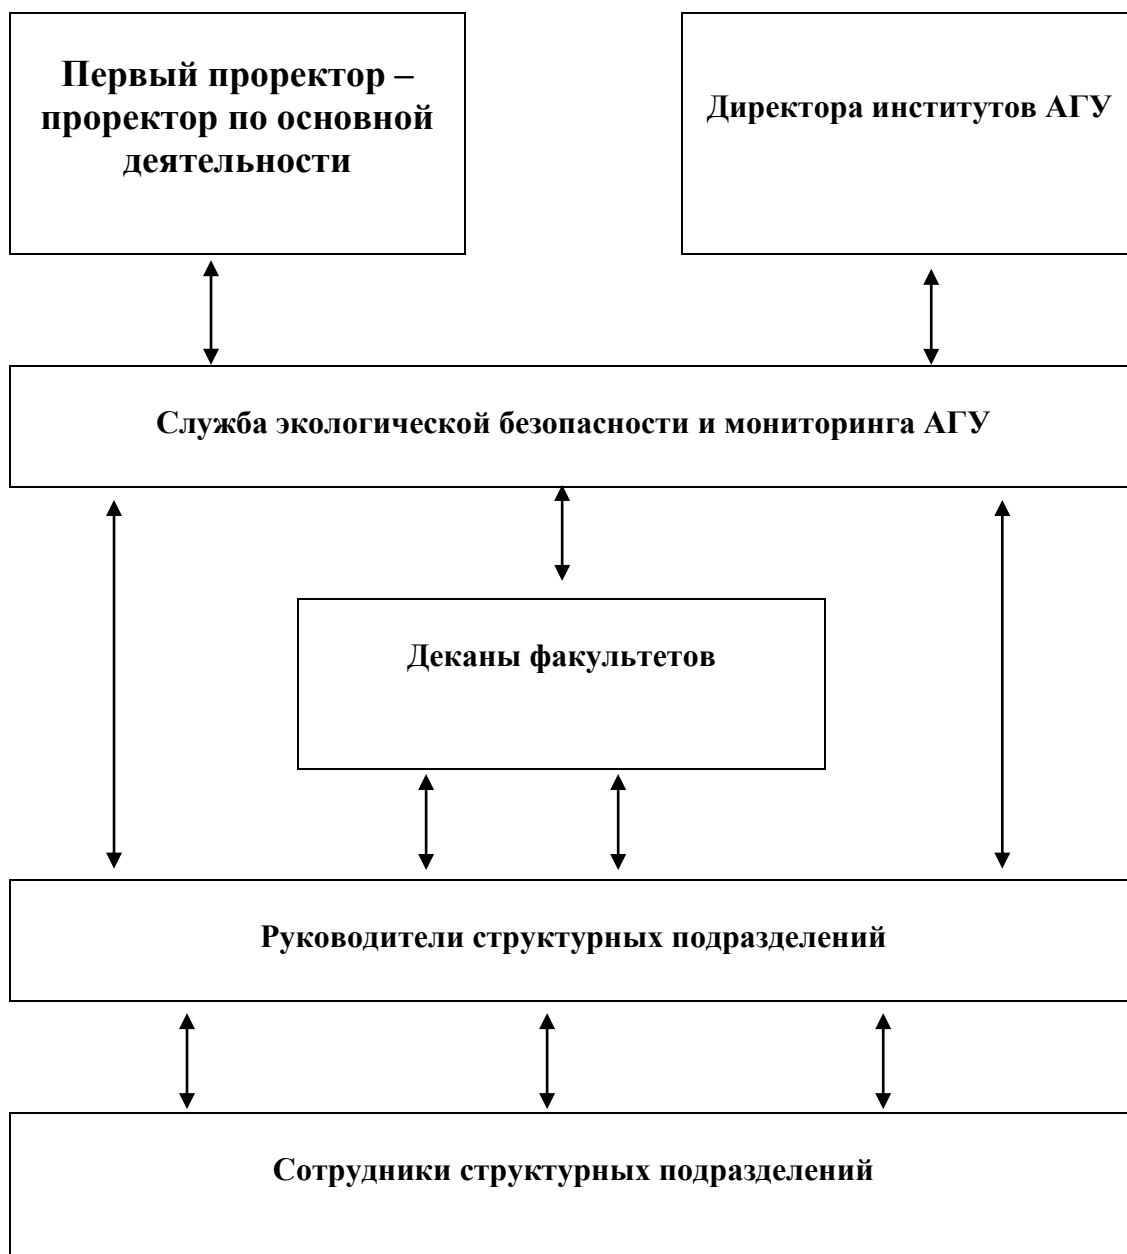 Первый проректор –
проректор по основной
деятельности
Директора институтов АГУ
Служба экологической безопасности и мониторинга АГУ
Деканы факультетов
Руководители структурных подразделений
Сотрудники структурных подразделений